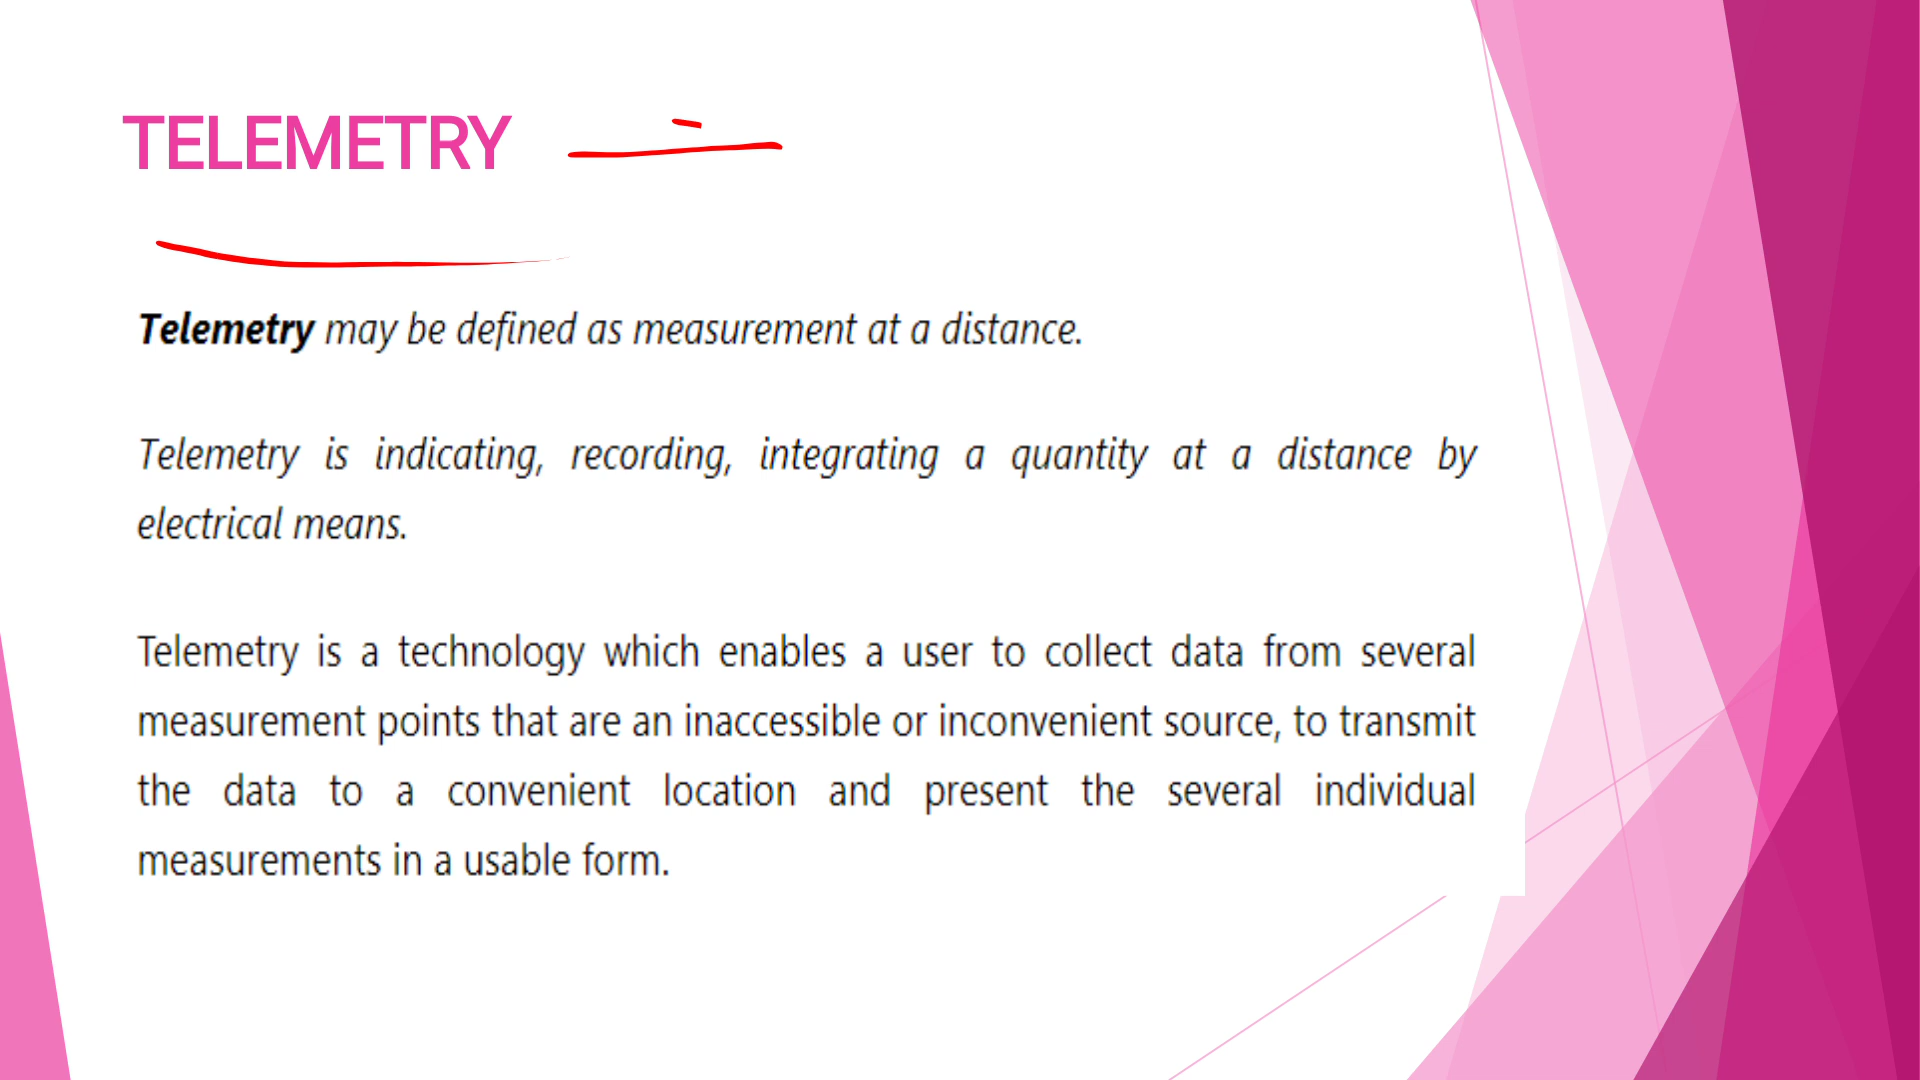 TELEMETRY
Telemetry may be defined as measurement at a distance.
Telemetry is indicating, recording, integrating a quantity at a distance by
electrical means.
Telemetry is a technology which enables a user to collect data from several
measurement points that are an inaccessible or inconvenient source, to transmit
the data to a convenient location and present the several individual
measurements in a usable form.